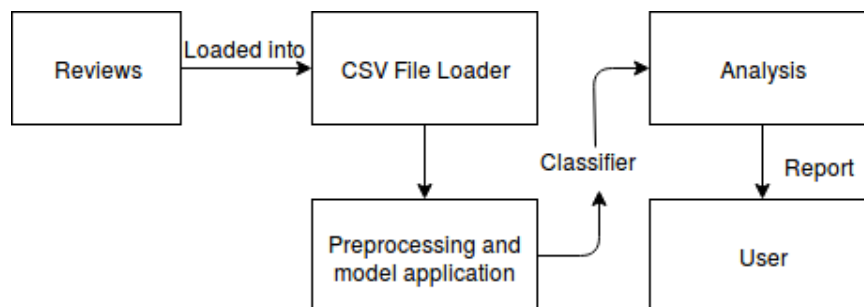 Reviews
Loaded into
CSV File Loader
Analysis
Classifier
Report
Preprocessing and
model application
User